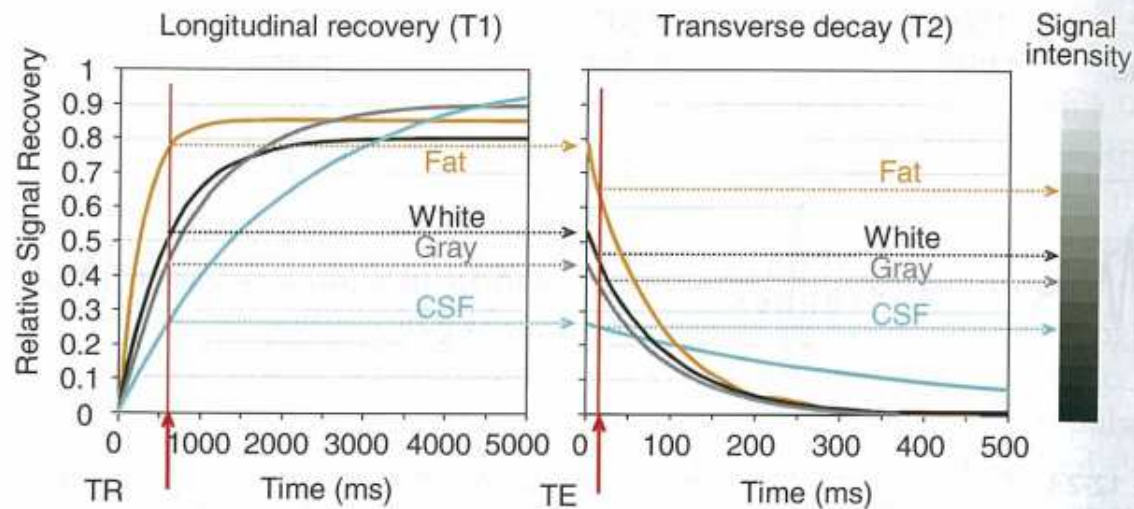 Longitudinal recovery (T1)
Transverse decay (T2)
Signal
intensity
Relative Signal Recovery
1
0.9
0.8
0.7
0.6
0.5
0.4
0.3
0.2
0.1
0
Fat
White
Gray
CSF
Fat
White
Gray
CSF
0 1000 2000 3000 4000 5000
0 100 200 300 400 500
TR
Time (ms)
TE
Time (ms)